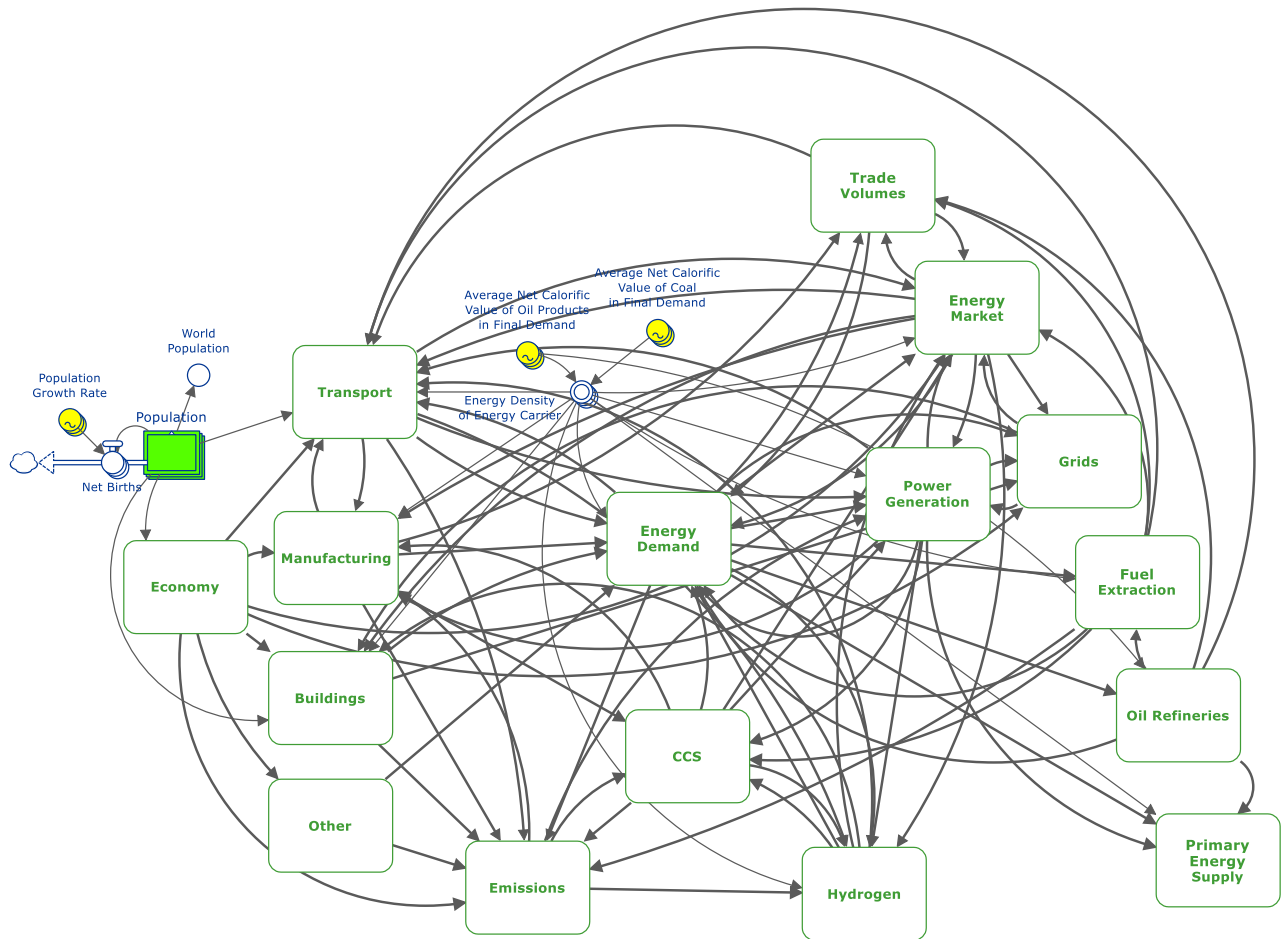 Trade
Volumes
Average Net Calorific
Value of Coal
in Final Demand
Average Net Calorific
Value of Oil Products
in Final Demand
Energy
Market
World
Population
Population
Growth Rate
Transport
Energy Density
of Energy Carrier
Population
Net Births
Grids
Power
Generation
Energy
Demand
Manufacturing
Economy
Fuel
Extraction
Buildings
Oil Refineries
CCS
Other
Primary
Energy
Supply
Emissions
Hydrogen